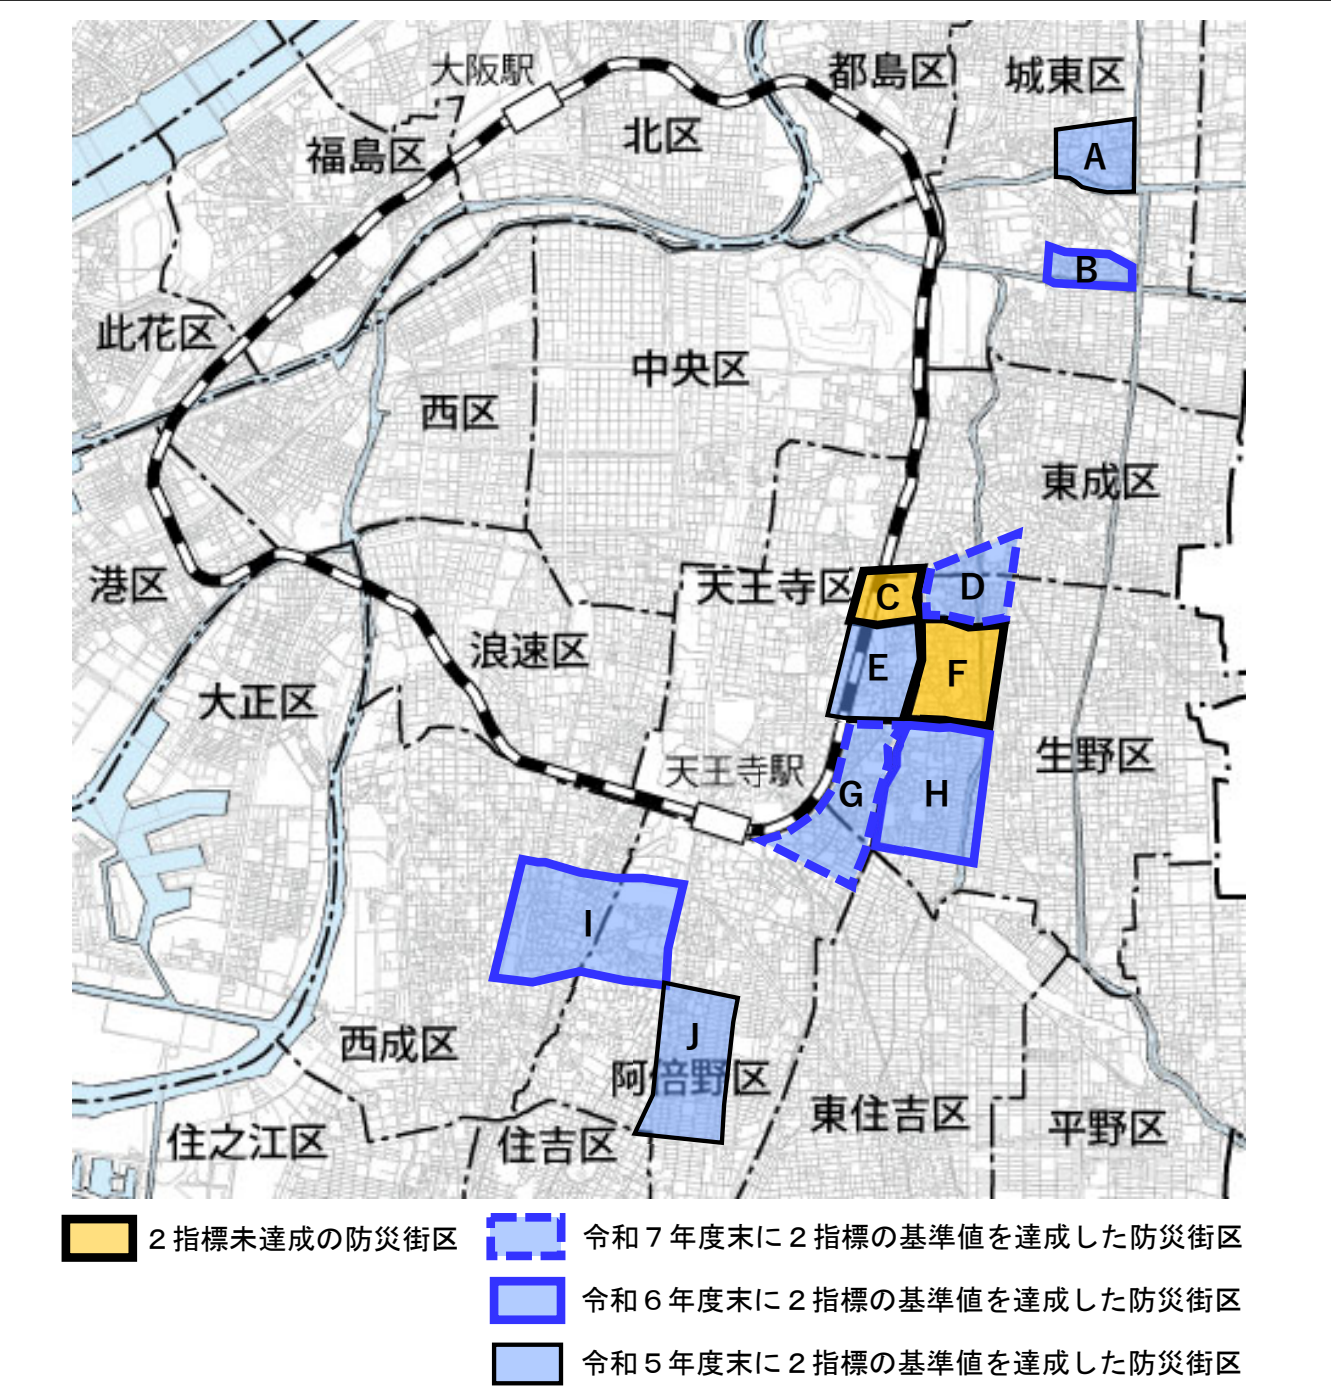 大阪駅
都島区
城東区
北区
福島区
A
B
此花区
中央区
西区
東成区
港区
天王寺区
C
D
浪速区
E
F
大正区
天王寺駅
生野区
G
H
I
J
西成区
阿倍野区
東住吉区
平野区
住之江区
住吉区
２指標未達成の防災街区
令和７年度末に２指標の基準値を達成した防災街区
令和６年度末に２指標の基準値を達成した防災街区
令和５年度末に２指標の基準値を達成した防災街区